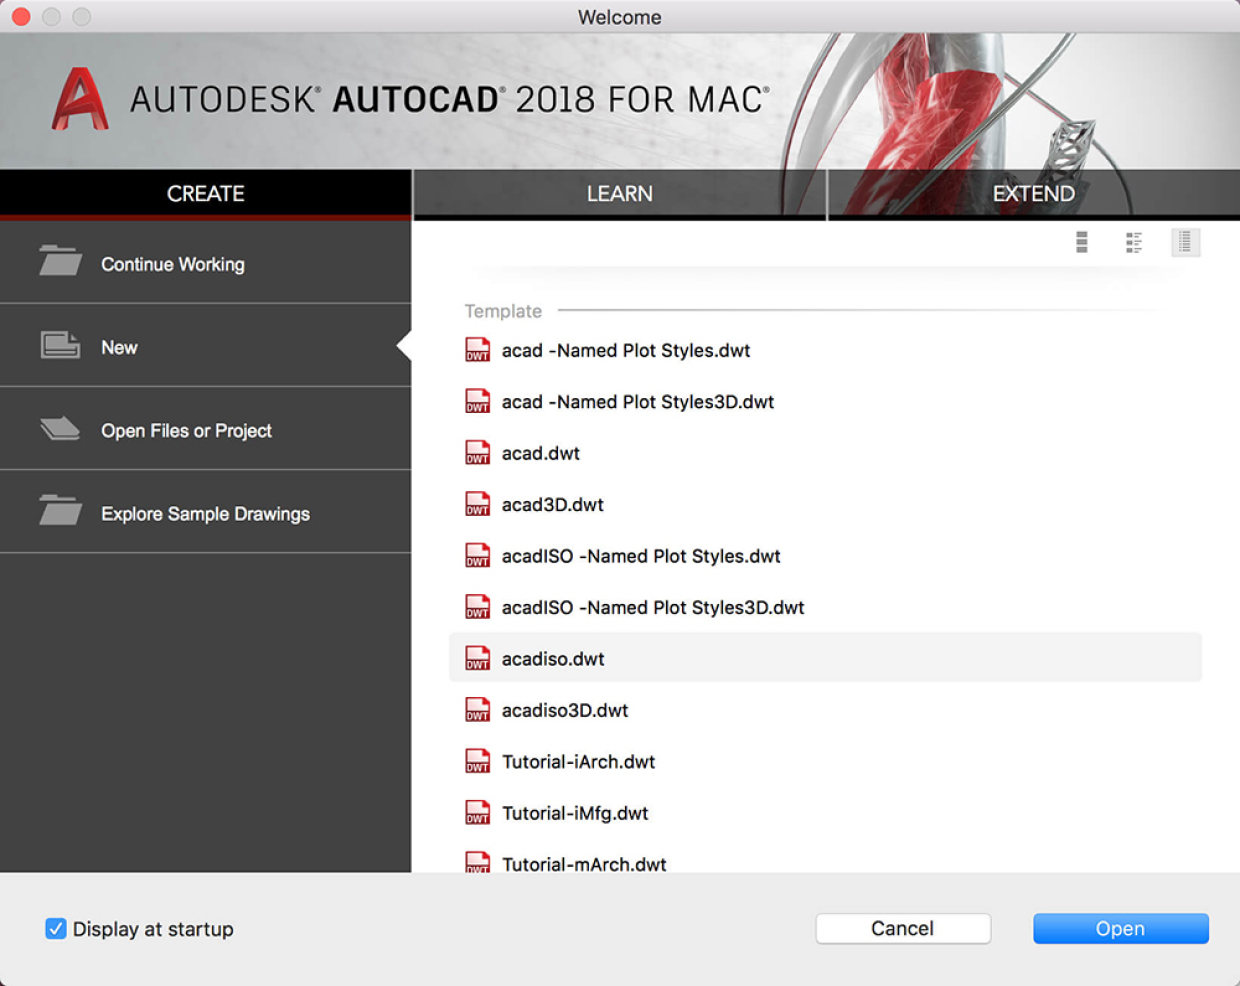 Welcome
AUTODESK® AUTOCAD® 2018 FOR MAC®
CREATE
LEARN
EXTEND
Continue Working
New
Open Files or Project
Explore Sample Drawings
Template
DWT acad -Named Plot Styles.dwt
DWT acad -Named Plot Styles3D.dwt
DWT acad.dwt
DWT acad3D.dwt
DWT acadISO -Named Plot Styles.dwt
DWT acadISO -Named Plot Styles3D.dwt
DWT acadiso.dwt
DWT acadiso3D.dwt
DWT Tutorial-iArch.dwt
DWT Tutorial-iMfg.dwt
DWT Tutorial-mArch.dwt
Display at startup
Cancel
Open